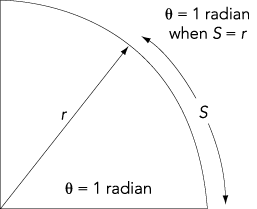 θ = 1 radian
when S = r
S
r
θ = 1 radian